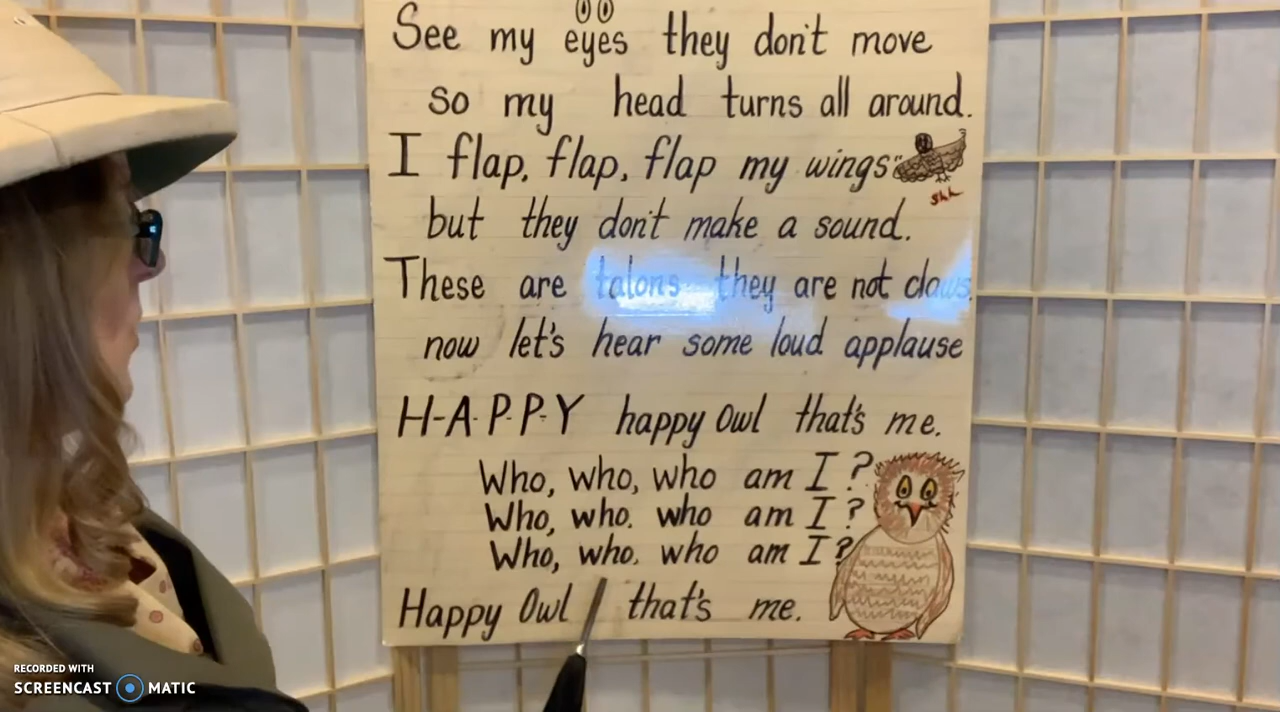 See my eyes they don't move
so my head turns all around.
I flap, flap, flap my wings
shh
but they don't make a sound.
These are talons they are not claws
now let's hear some loud applause
H-A-P-P-Y happy Owl that's me.
Who, who, who am I?
Who, who, who am I?
Who, who, who am I?
Happy Owl that's me.
RECORDED WITH
SCREENCAST MATIC